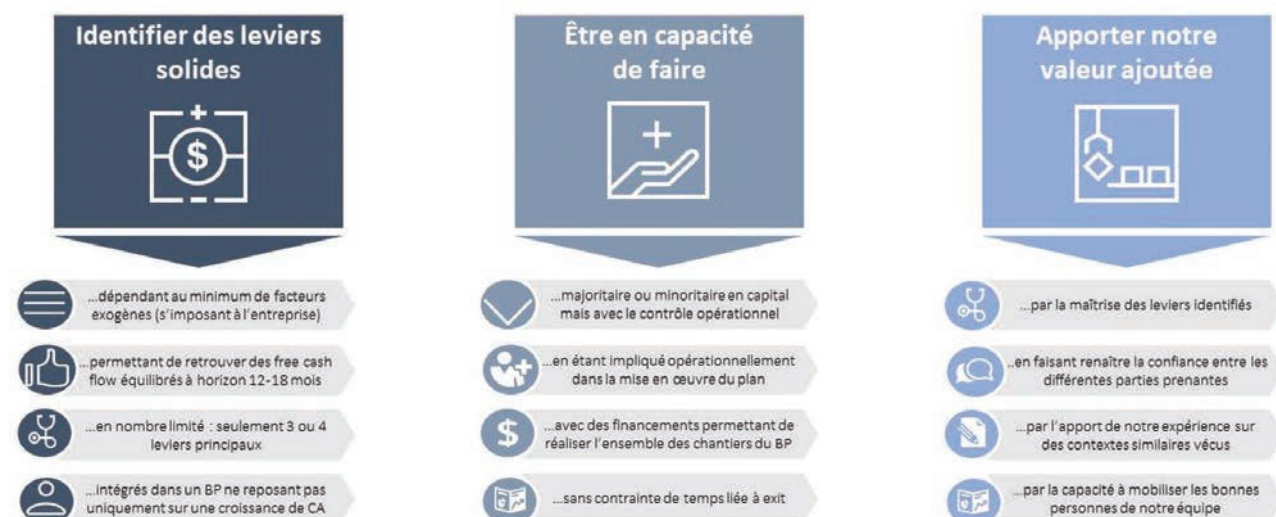 Identifier des leviers
solides
$
...dépendant au minimum de facteurs
exogènes (s'imposant à l'entreprise)
...permettant de retrouver des free cash
flow équilibrés à horizon 12-18 mois
...en nombre limité : seulement 3 ou 4
leviers principaux
...intégrés dans un BP ne reposant pas
uniquement sur une croissance de CA
Être en capacité
de faire
...majoritaire ou minoritaire en capital
mais avec le contrôle opérationnel
...en étant impliqué opérationnellement
dans la mise en œuvre du plan
$
...avec des financements permettant de
réaliser l'ensemble des chantiers du BP
...sans contrainte de temps liée à exit
Apporter notre
valeur ajoutée
...par la maîtrise des leviers identifiés
..en faisant renaître la confiance entre les
différentes parties prenantes
...par l'apport de notre expérience sur
des contextes similaires vécus
...par la capacité à mobiliser les bonnes
personnes de notre équipe